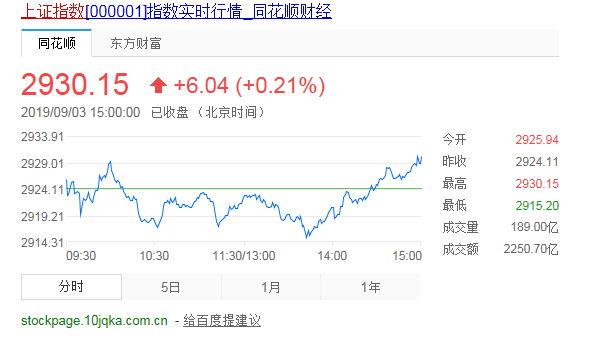 上证指数[000001]指数实时行情_同花顺财经
同花顺 东方财富
2930.15 +6.04 (+0.21%)
2019/09/03 15:00:00 已收盘 (北京时间)
2933.91
2929.01
2924.11
2919.21
2914.31
09:30 10:30 11:30/13:00 14:00 15:00
今开 2925.94
昨收 2924.11
最高 2930.15
最低 2915.20
成交量 189.00亿
成交额 2250.70亿
分时 5日 1月 1年
stockpage.10jqka.com.cn - 给百度提建议